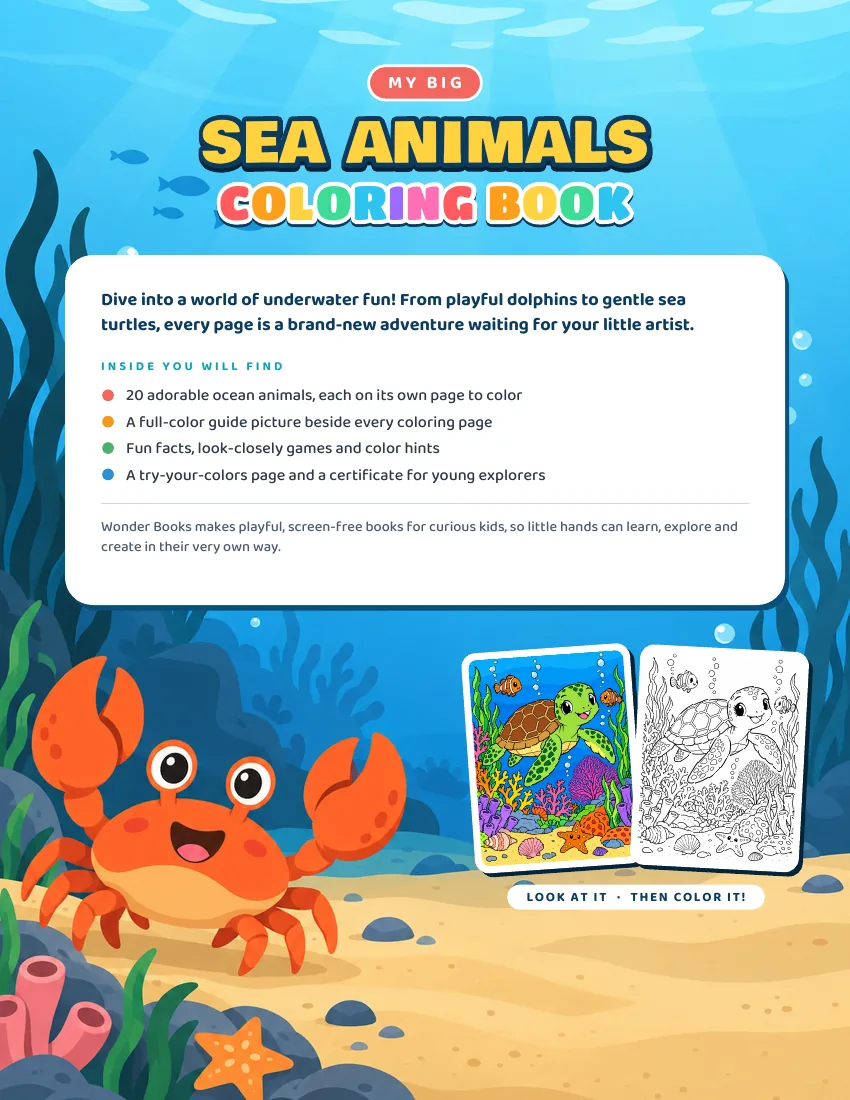 MY BIG
SEA ANIMALS
COLORING BOOK
Dive into a world of underwater fun! From playful dolphins to gentle sea
turtles, every page is a brand-new adventure waiting for your little artist.
INSIDE YOU WILL FIND
20 adorable ocean animals, each on its own page to color
A full-color guide picture beside every coloring page
Fun facts, look-closely games and color hints
A try-your-colors page and a certificate for young explorers
Wonder Books makes playful, screen-free books for curious kids, so little hands can learn, explore and
create in their very own way.
LOOK AT IT · THEN COLOR IT!